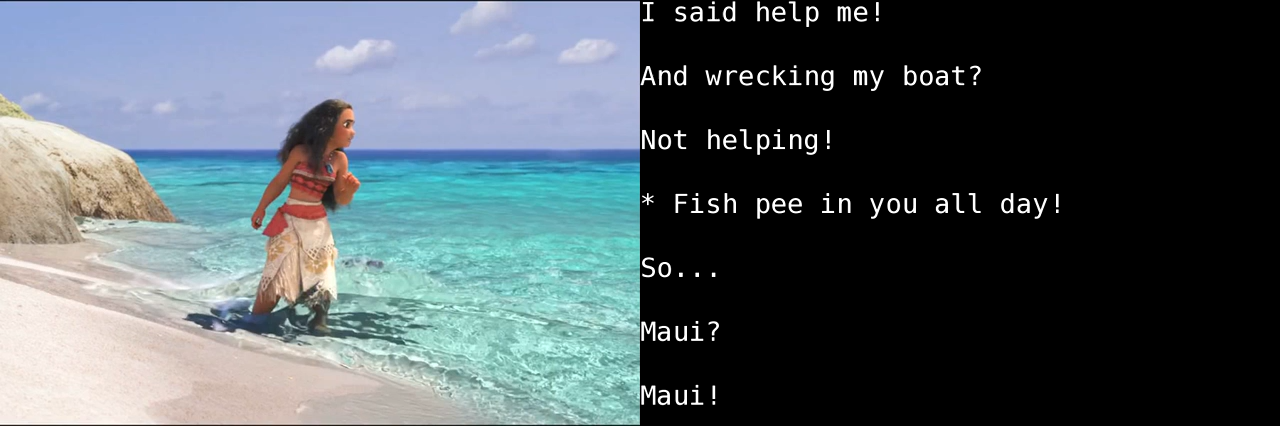 I said help me!
And wrecking my boat?
Not helping!
* Fish pee in you all day!
So...
Maui?
Maui!